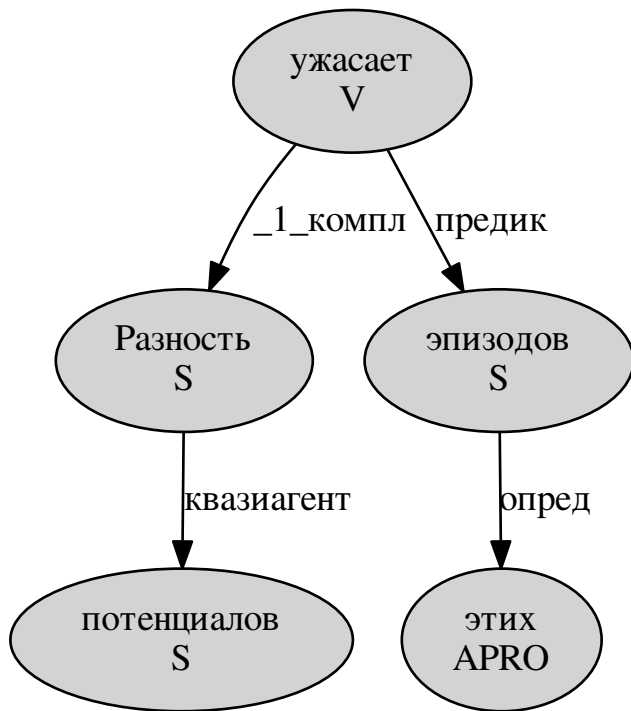 ужасает
V
_1_компл
предик
Разность
S
эпизодов
S
квазиагент
опред
потенциалов
S
этих
APRO